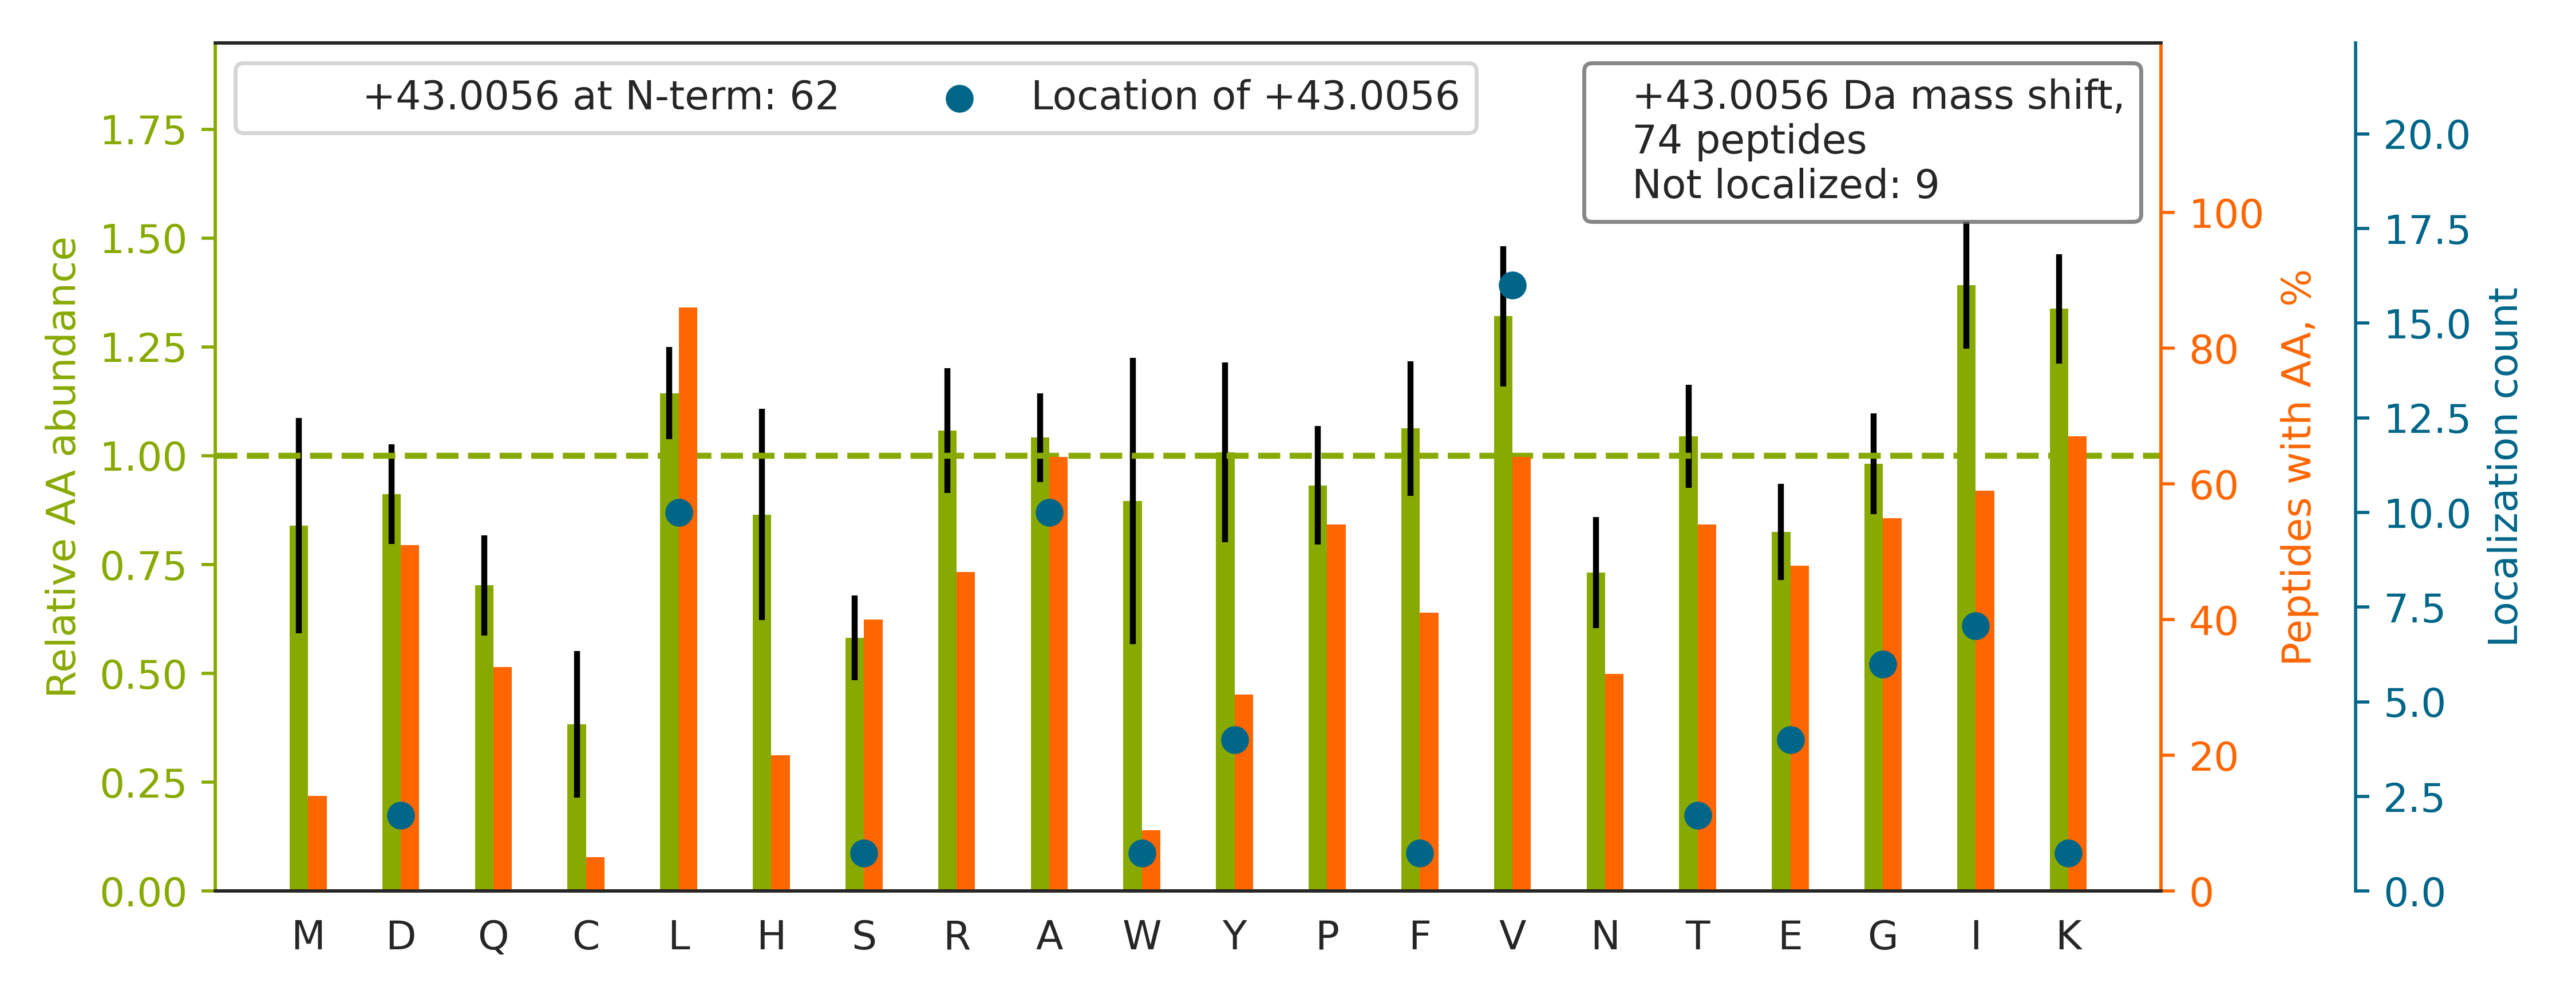 +43.0056 at N-term: 62
Location of +43.0056
+43.0056 Da mass shift,
74 peptides
Not localized: 9
Relative AA abundance
1.75
1.50
1.25
1.00
0.75
0.50
0.25
0.00
Peptides with AA, %
100
80
60
40
20
0
Localization count
20.0
17.5
15.0
12.5
10.0
7.5
5.0
2.5
0.0
M D Q C L H S R A W Y P F V N T E G I K